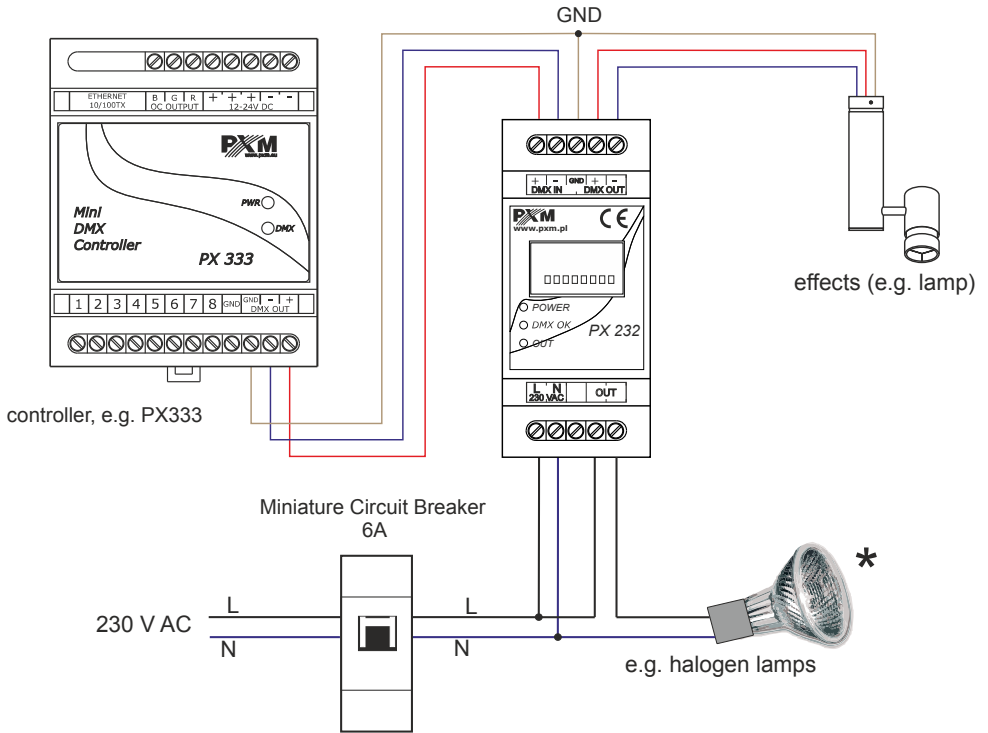 GND
ETHERNET
10/100TX
B G R
OC OUTPUT
+ + + - -
12-24V DC
PXM
www.pxm.eu
PWR
DMX
Mini
DMX
Controller
PX 333
1 2 3 4 5 6 7 8 GND GND - +
DMX OUT
controller, e.g. PX333
+ - GND + -
DMX IN DMX OUT
PXM CE
www.pxm.pl
POWER
DMX OK
OUT
PX 232
L N
230 VAC
OUT
effects (e.g. lamp)
Miniature Circuit Breaker
6A
230 V AC
L
N
L
N
*
e.g. halogen lamps